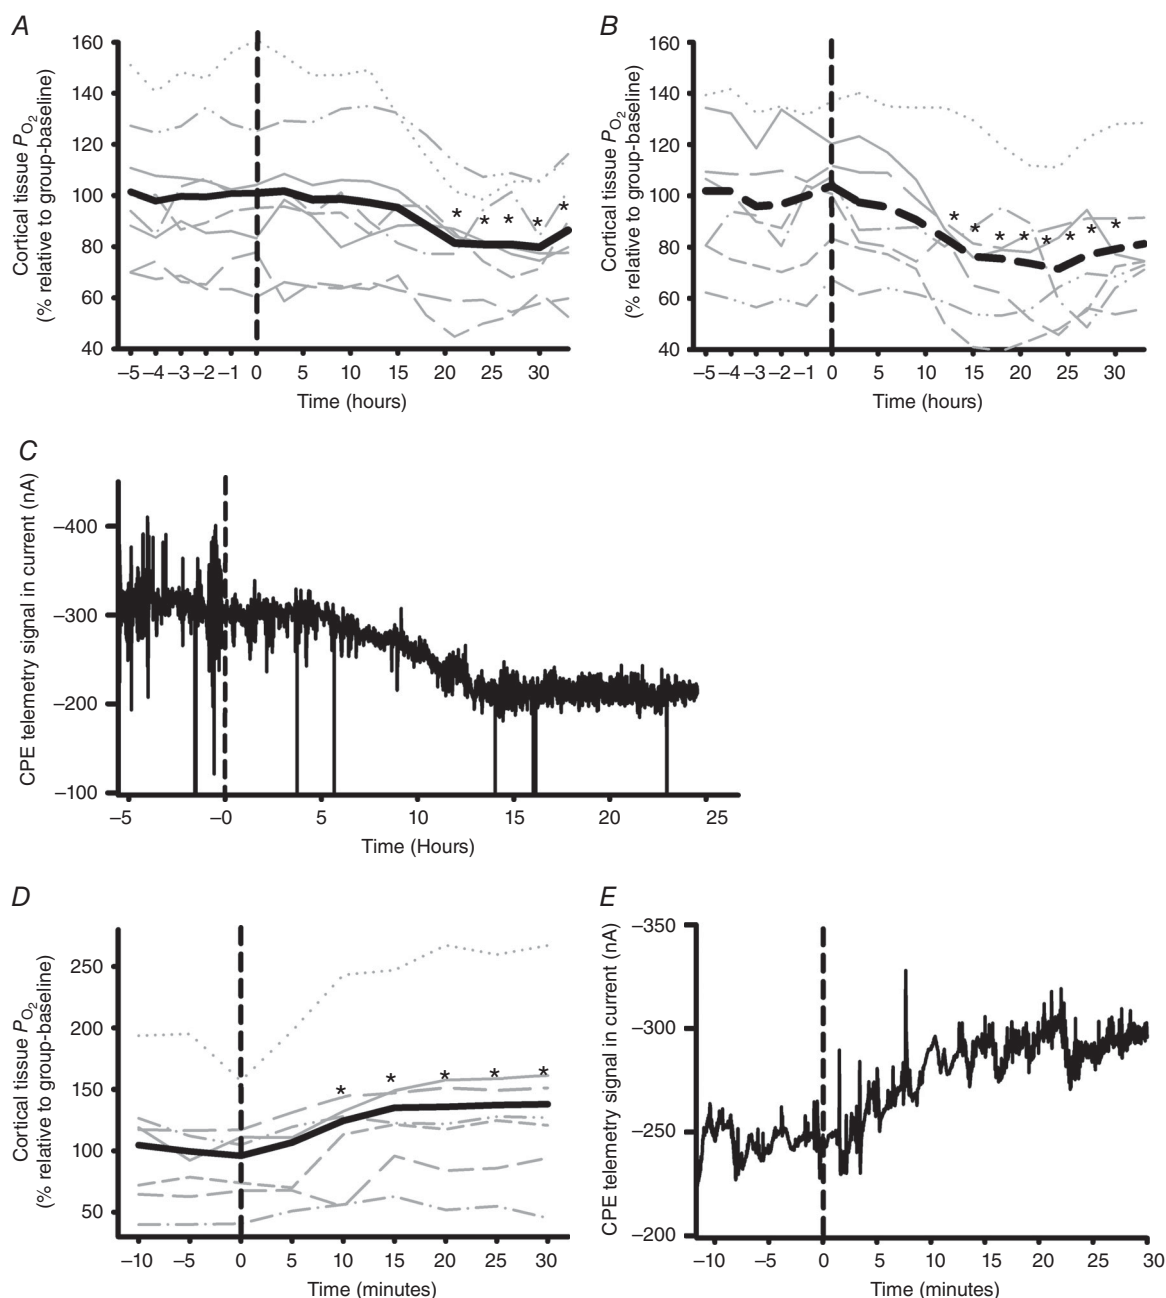 A
Cortical tissue PO2
(% relative to group-baseline)
160
140
120
100
80
60
40
* * * * *
–5 –4 –3 –2 –1 0 5 10 15 20 25 30
Time (hours)
B
Cortical tissue PO2
(% relative to group-baseline)
160
140
120
100
80
60
40
* * * * * * * *
–5 –4 –3 –2 –1 0 5 10 15 20 25 30
Time (hours)
C
CPE telemetry signal in current (nA)
–400
–300
–200
–100
–5 –0 5 10 15 20 25
Time (Hours)
D
Cortical tissue PO2
(% relative to group-baseline)
250
200
150
100
50
* * * * *
–10 –5 0 5 10 15 20 25 30
Time (minutes)
E
CPE telemetry signal in current (nA)
–350
–300
–250
–200
–10 –5 0 5 10 15 20 25 30
Time (minutes)